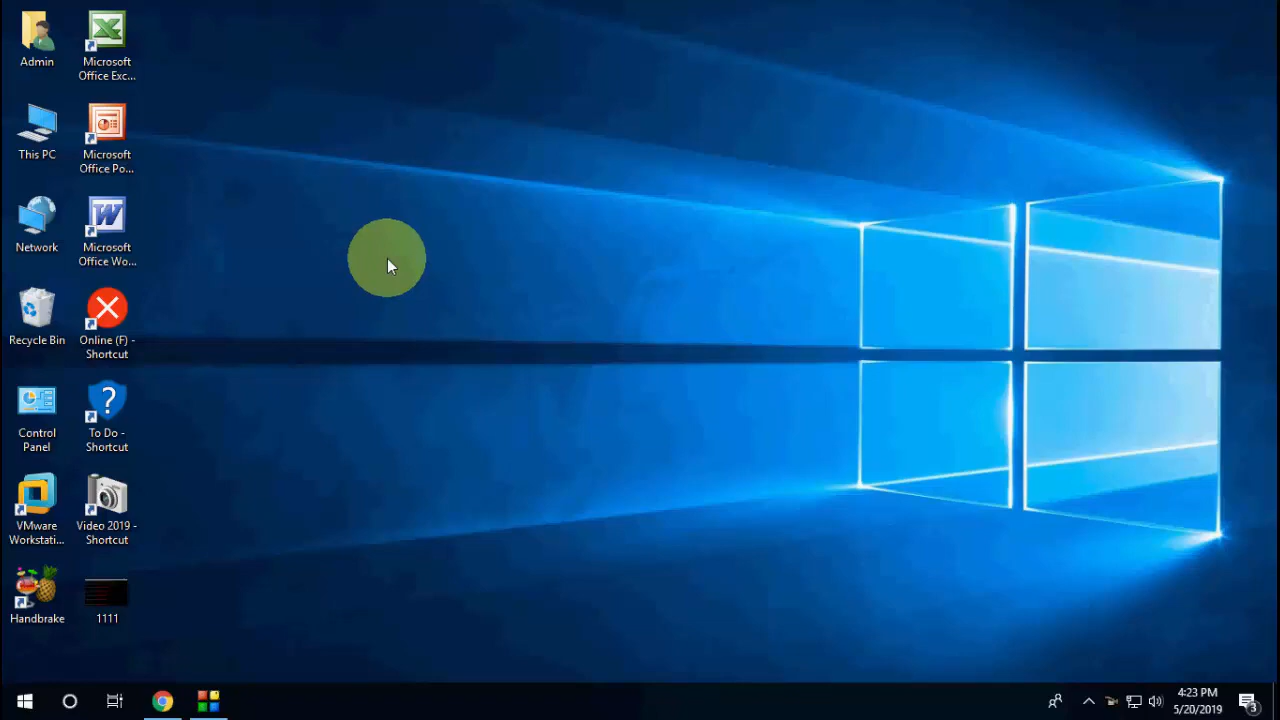 Admin
Microsoft
Office Exc...
This PC
Microsoft
Office Po...
Network
Microsoft
Office Wo...
Recycle Bin
Online (F) -
Shortcut
Control
Panel
To Do -
Shortcut
VMware
Workstati...
Video 2019 -
Shortcut
Handbrake
1111
4:23 PM
5/20/2019
3